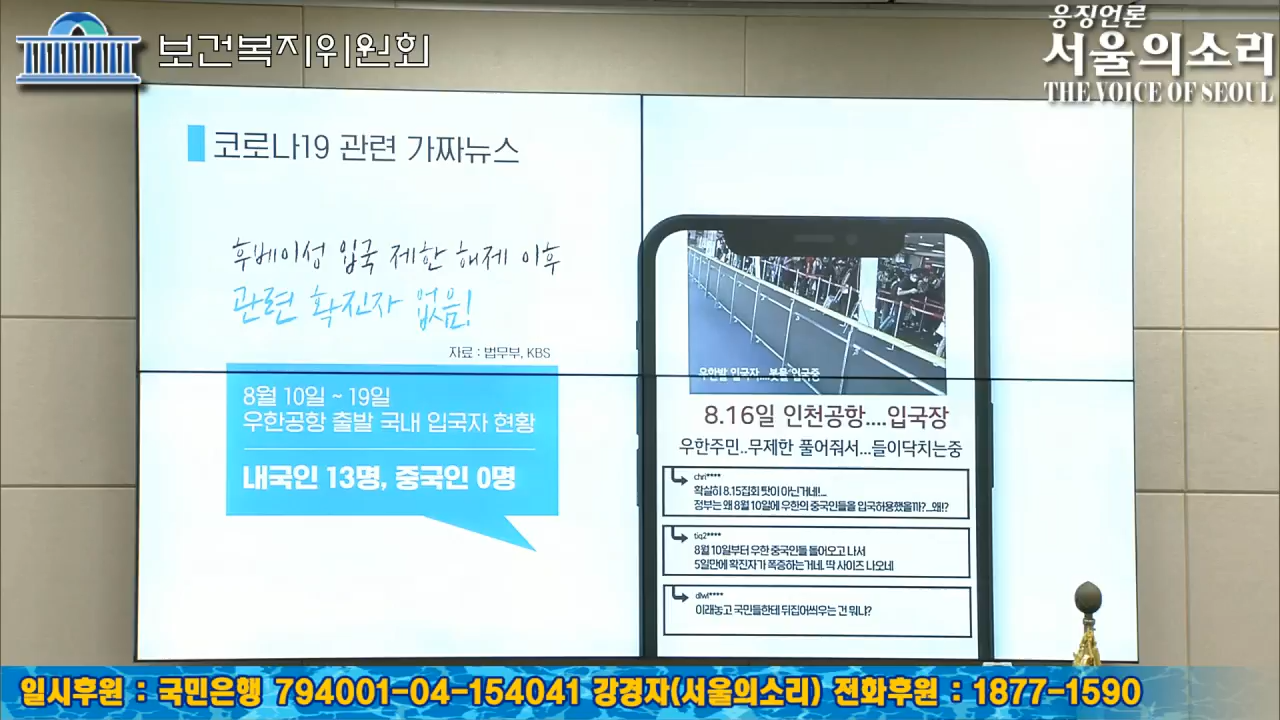 보건복지위원회
응징언론
서울의소리
THE VOICE OF SEOUL
코로나19 관련 가짜뉴스
후베이성 입국 제한 해제 이후
관련 확진자 없음!
자료 : 법무부, KBS
8월 10일 ~ 19일
우한공항 출발 국내 입국자 현황
내국인 13명, 중국인 0명
우한발 입국자....봇물 입국중
8.16일 인천공항....입국장
우한주민..무제한 풀어줘서...들이닥치는중
chri****
확실히 8.15집회 탓이 아닌거네!...
정부는 왜 8월 10일에 우한의 중국인들을 입국허용했을까?...왜!?
tiq2****
8월 10일부터 우한 중국인들 들어오고 나서
5일만에 확진자가 폭증하는거네. 딱 사이즈 나오네
dlwl****
이래놓고 국민들한테 뒤집어씌우는 건 뭐냐?
일시후원 : 국민은행 794001-04-154041 강경자(서울의소리) 전화후원 : 1877-1590